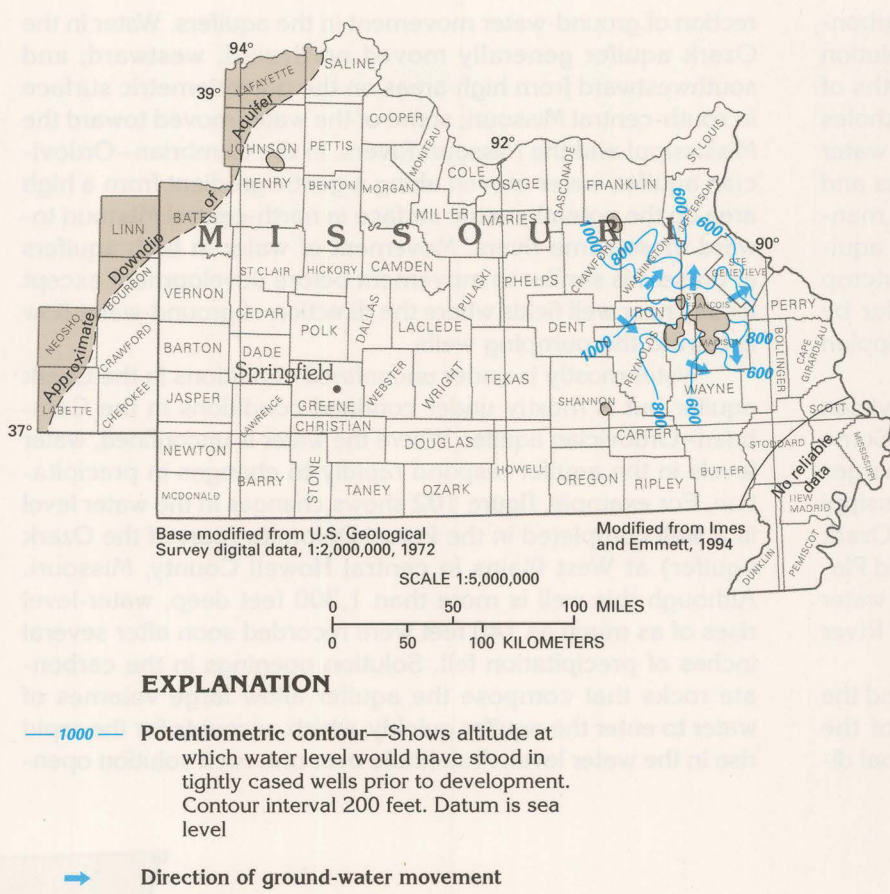 94°
LAFAYETTE
SALINE
39°
COOPER
Approximate Downdip of Aquifer
JOHNSON
PETTIS
MONITEAU
92°
COLE
OSAGE
GASCONADE
FRANKLIN
ST LOUIS
JEFFERSON
HENRY
BENTON
MORGAN
MILLER
MARIES
LINN
BATES
MISSOURI
1000
800
600
600
90°
CRAWFORD
WASHINGTON
STE
GENEVIEVE
BOURBON
ST CLAIR
HICKORY
CAMDEN
VERNON
PULASKI
PHELPS
IRON
ST
FRANCOIS
PERRY
NEOSHO
CRAWFORD
CEDAR
POLK
DALLAS
LACLEDE
DENT
1000
REYNOLDS
MADISON
800
BOLLINGER
CAPE
GIRARDEAU
BARTON
DADE
WEBSTER
WRIGHT
TEXAS
600
LABETTE
CHEROKEE
JASPER
Springfield
LAWRENCE
GREENE
SHANNON
WAYNE
SCOTT
37°
CHRISTIAN
800
600
CARTER
STODDARD
MISSISSIPPI
NEWTON
BARRY
STONE
DOUGLAS
HOWELL
OREGON
RIPLEY
BUTLER
No reliable
data
MCDONALD
TANEY
OZARK
NEW
MADRID
DUNKLIN
PEMISCOT
Base modified from U.S. Geological
Survey digital data, 1:2,000,000, 1972
Modified from Imes
and Emmett, 1994
SCALE 1:5,000,000
0 50 100 MILES
0 50 100 KILOMETERS
EXPLANATION
1000 Potentiometric contour—Shows altitude at
which water level would have stood in
tightly cased wells prior to development.
Contour interval 200 feet. Datum is sea
level
Direction of ground-water movement